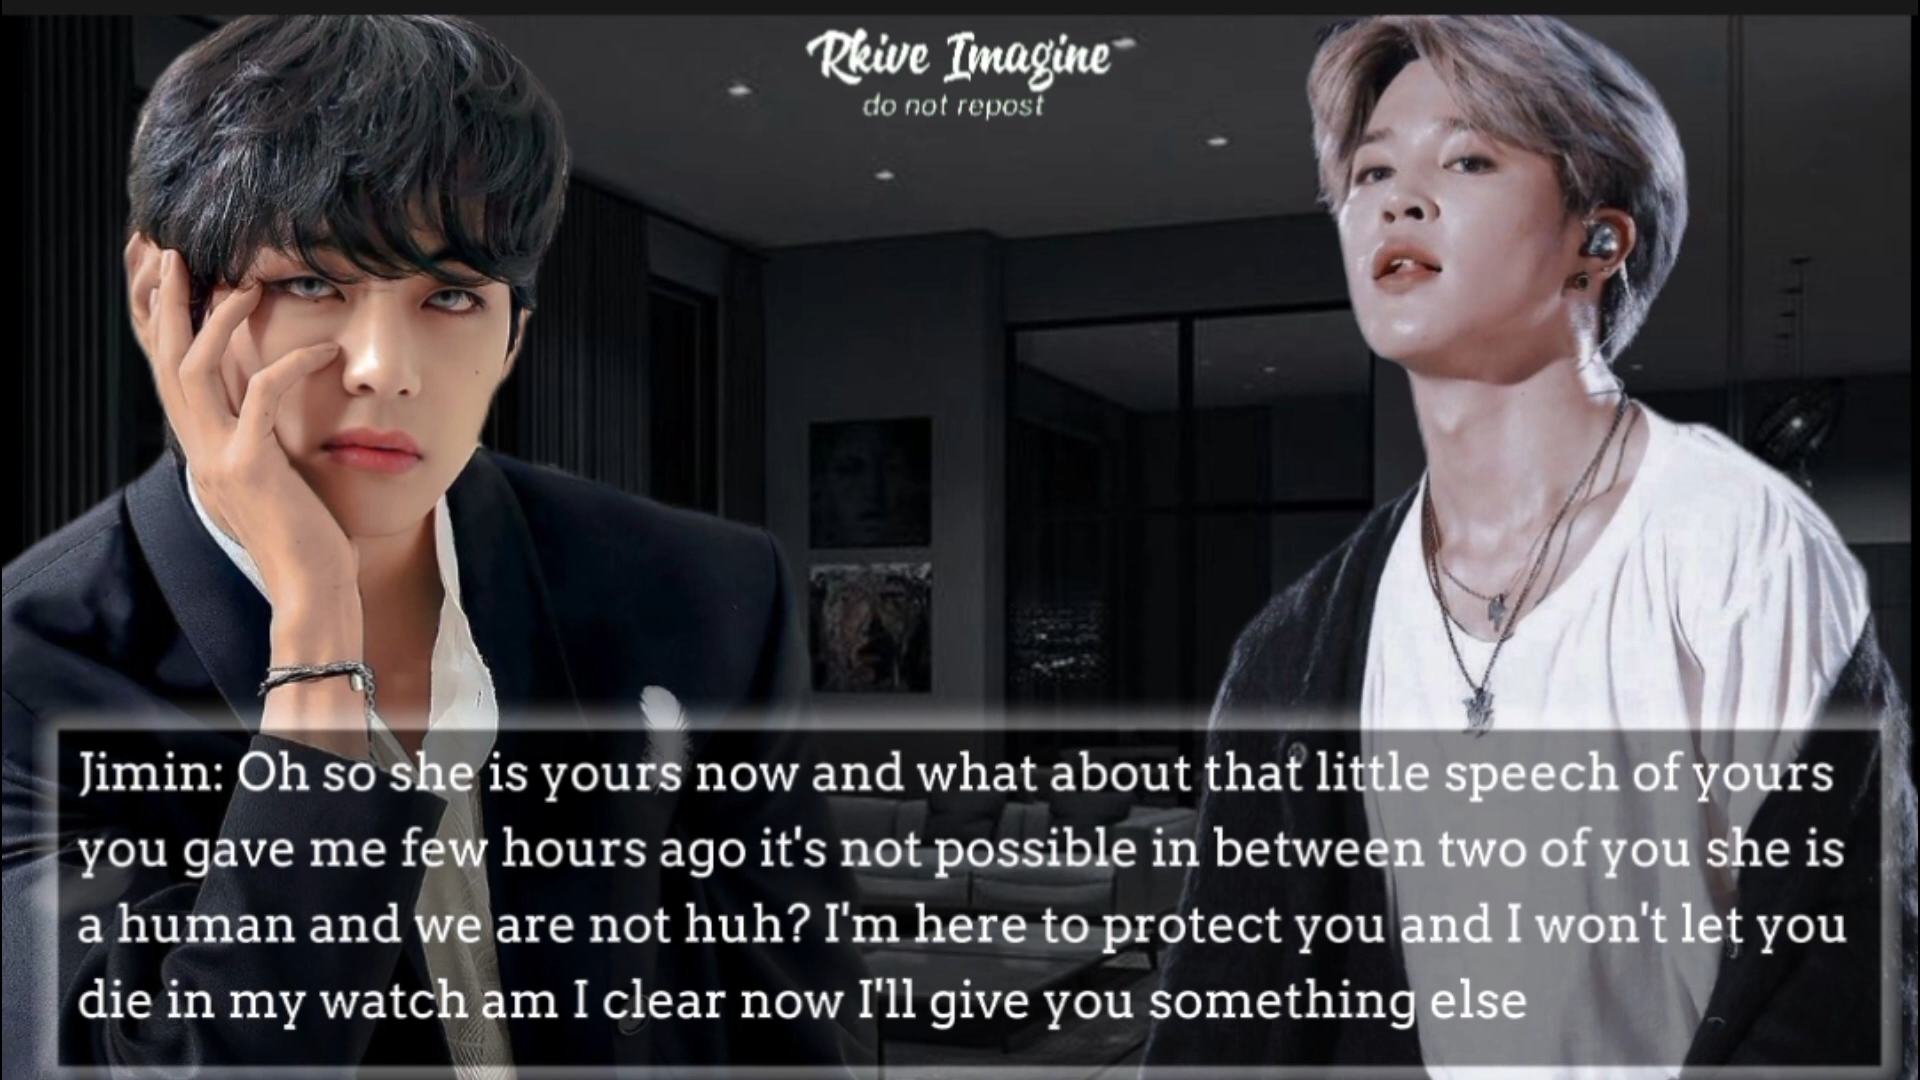 Rkive Imagine
do not repost
Jimin: Oh so she is yours now and what about that little speech of yours
you gave me few hours ago it's not possible in between two of you she is
a human and we are not huh? I'm here to protect you and I won't let you
die in my watch am I clear now I'll give you something else